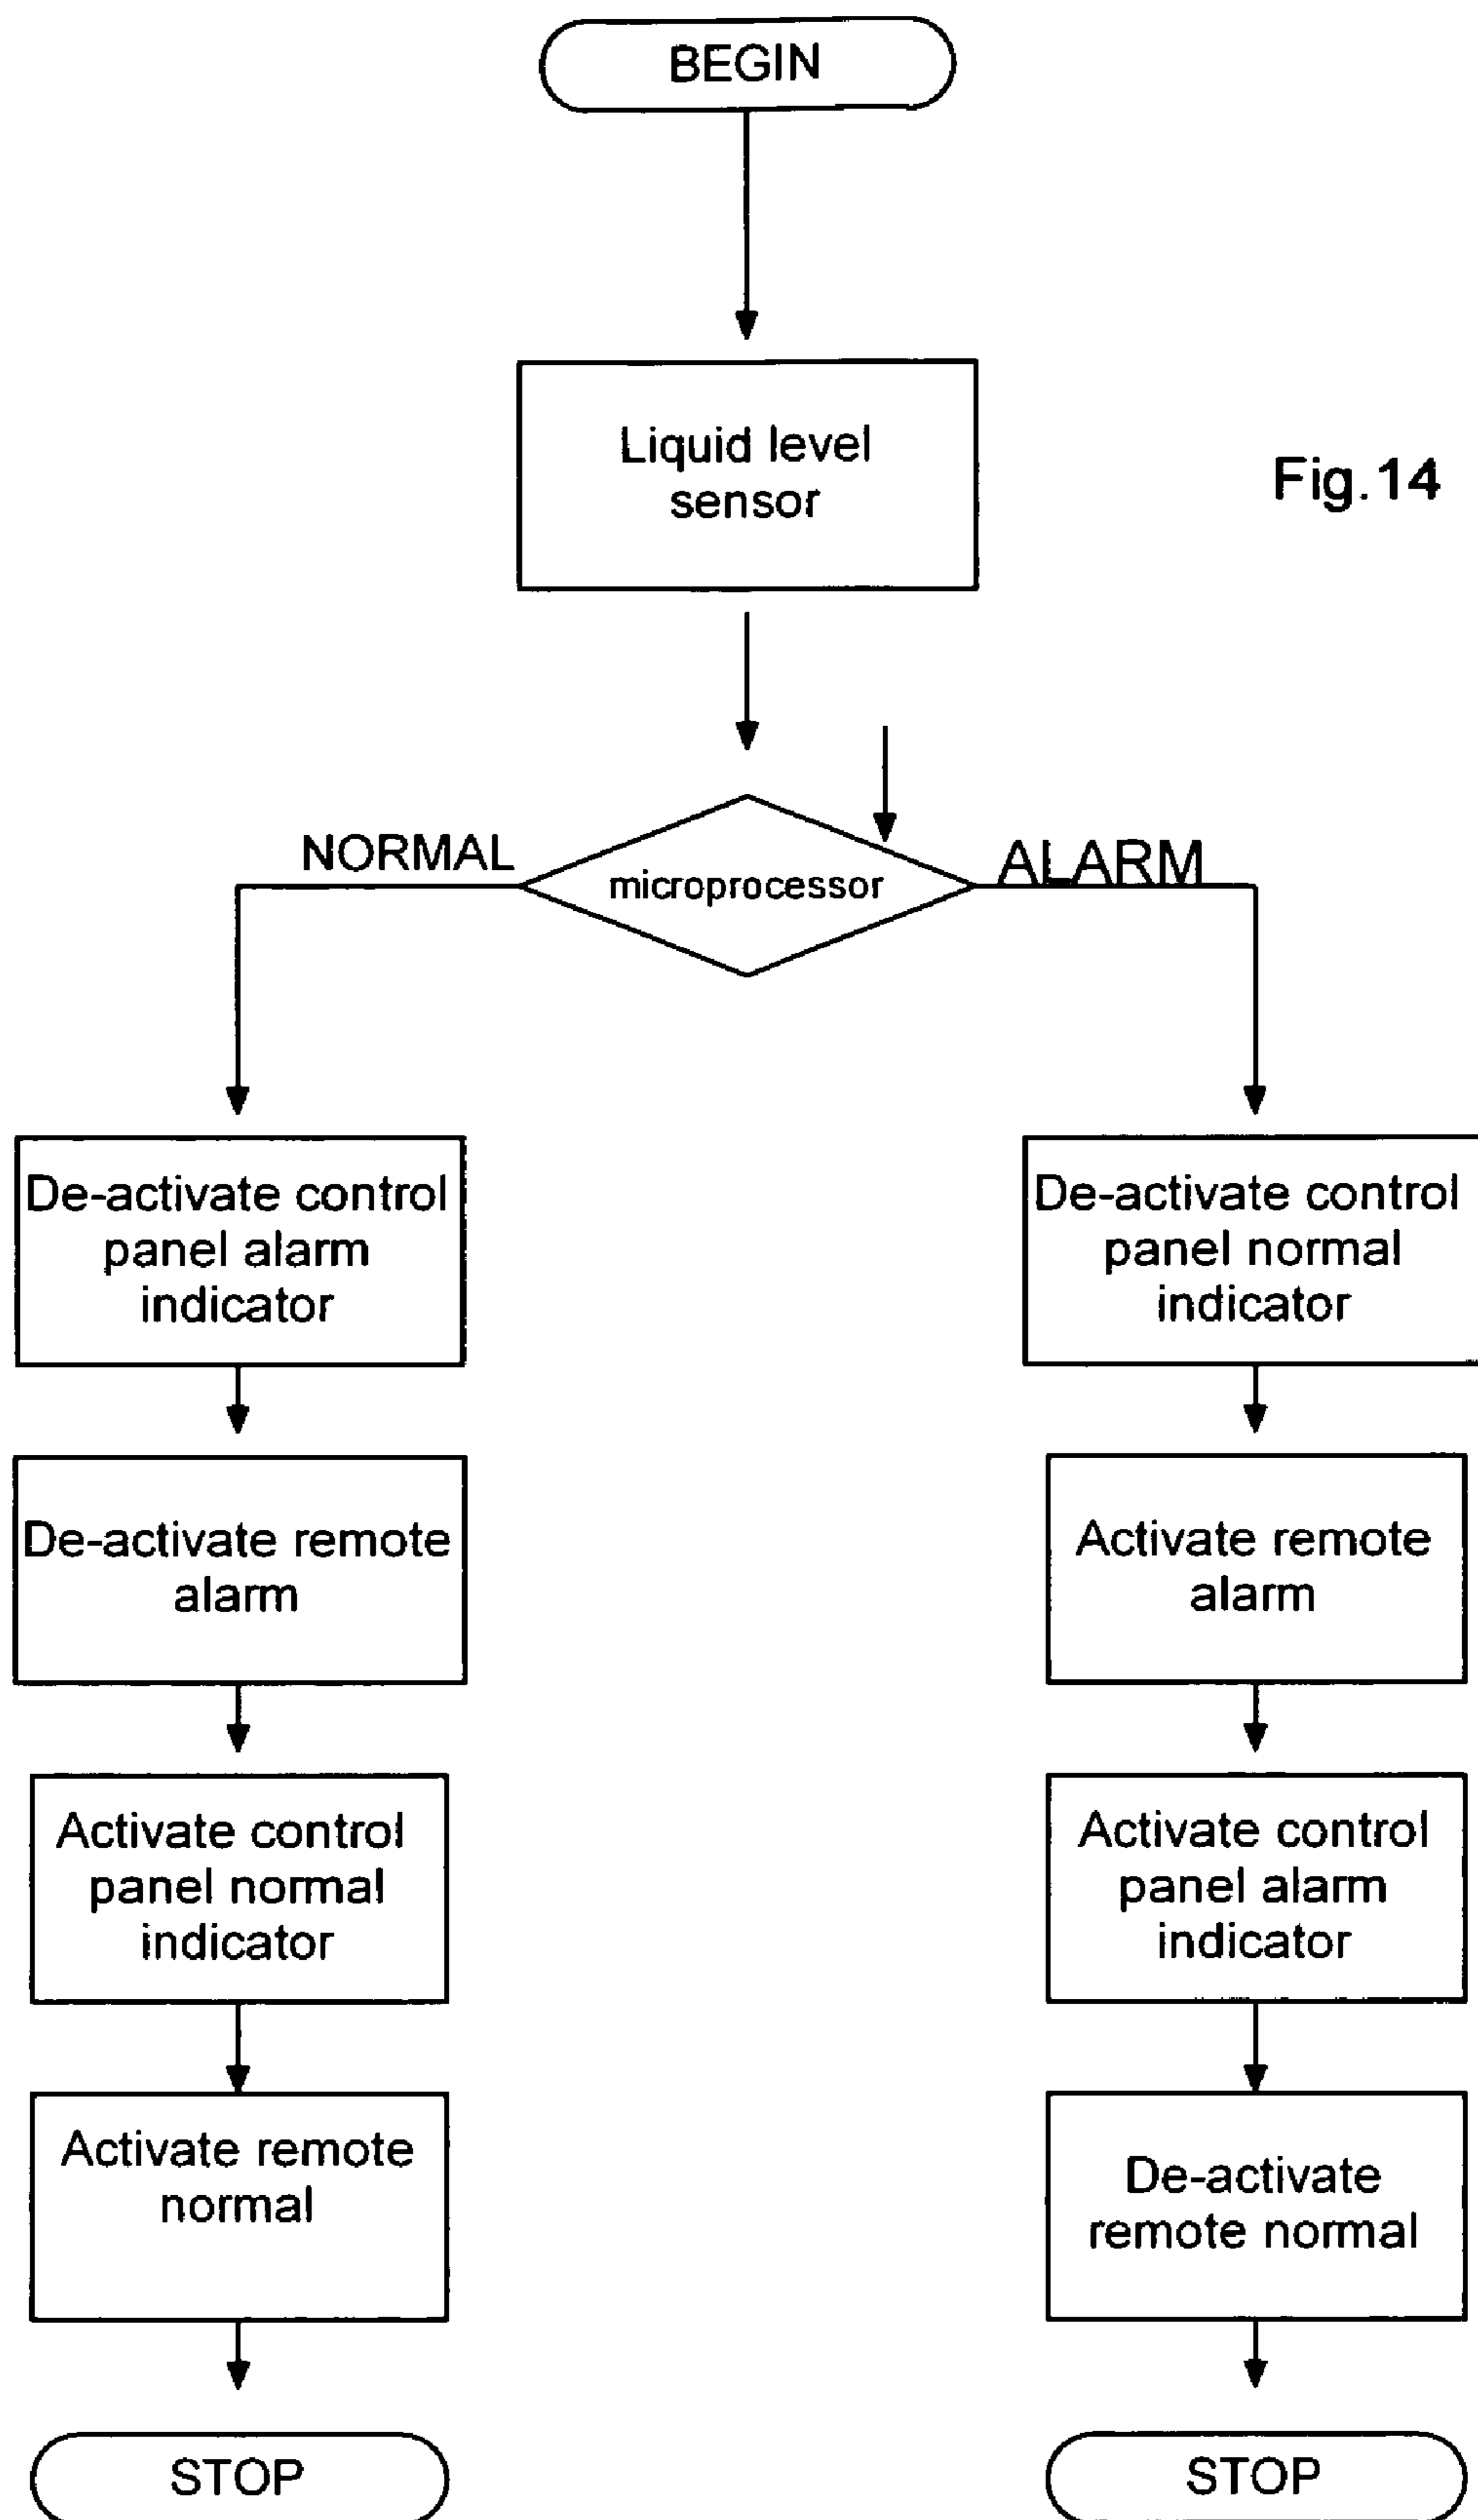 BEGIN
Liquid level
sensor
Fig.14
NORMAL
microprocessor
ALARM
De-activate control
panel alarm
indicator
De-activate control
panel normal
indicator
De-activate remote
alarm
Activate remote
alarm
Activate control
panel normal
indicator
Activate control
panel alarm
indicator
Activate remote
normal
De-activate
remote normal
STOP
STOP